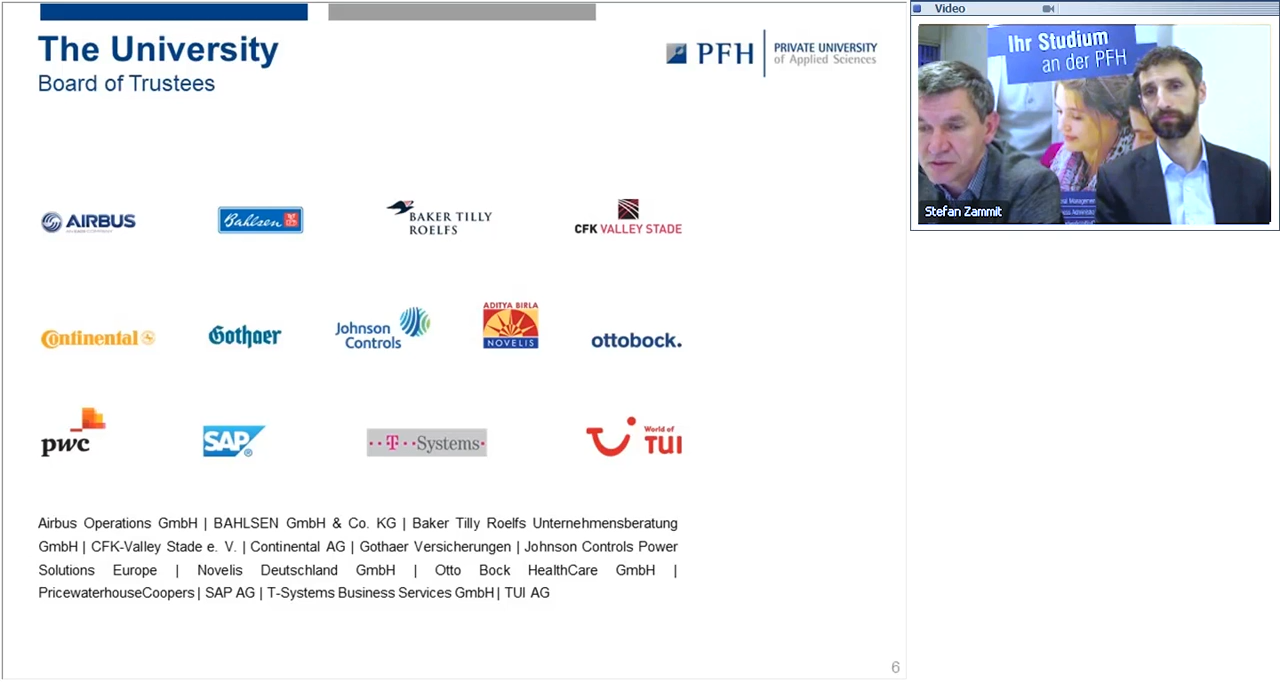 The University
Board of Trustees
PFH PRIVATE UNIVERSITY
of Applied Sciences
AIRBUS
Bahlsen
BAKER TILLY
ROELFS
CFK VALLEY STADE
Continental
Gothaer
Johnson
Controls
ADITYA BIRLA
NOVELIS
ottobock.
pwc
SAP®
··T··Systems·
World of
TUI
Airbus Operations GmbH | BAHLSEN GmbH & Co. KG | Baker Tilly Roelfs Unternehmensberatung
GmbH | CFK-Valley Stade e. V. | Continental AG | Gothaer Versicherungen | Johnson Controls Power
Solutions Europe | Novelis Deutschland GmbH | Otto Bock HealthCare GmbH |
PricewaterhouseCoopers | SAP AG | T-Systems Business Services GmbH | TUI AG
6
Video
Ihr Studium
an der PFH
Stefan Zammit